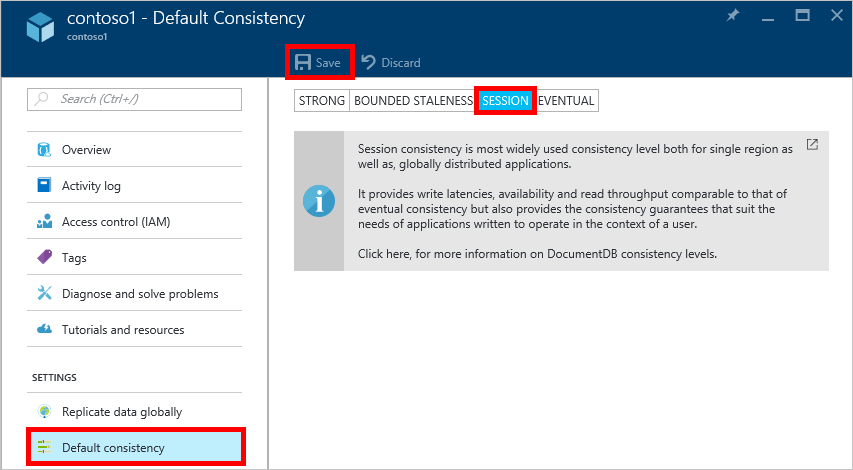 contoso1 - Default Consistency
contoso1
Save
Discard
Search (Ctrl+/)
Overview
Activity log
Access control (IAM)
Tags
Diagnose and solve problems
Tutorials and resources
SETTINGS
Replicate data globally
Default consistency
STRONG
BOUNDED STALENESS
SESSION
EVENTUAL
Session consistency is most widely used consistency level both for single region as
well as, globally distributed applications.
It provides write latencies, availability and read throughput comparable to that of
eventual consistency but also provides the consistency guarantees that suit the
needs of applications written to operate in the context of a user.
Click here, for more information on DocumentDB consistency levels.